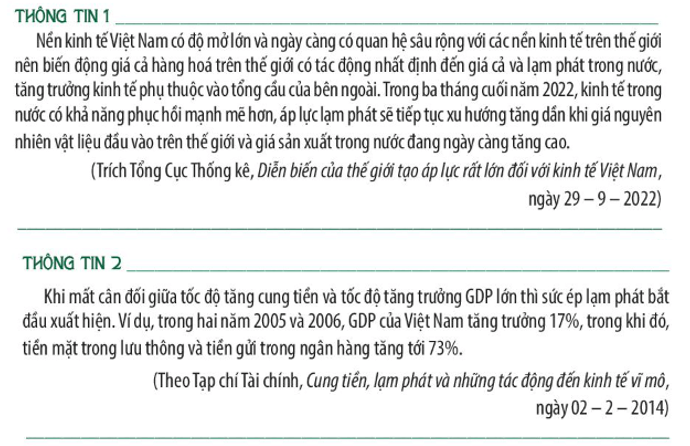 THÔNG TIN 1
Nền kinh tế Việt Nam có độ mở lớn và ngày càng có quan hệ sâu rộng với các nền kinh tế trên thế giới
nên biến động giá cả hàng hoá trên thế giới có tác động nhất định đến giá cả và lạm phát trong nước,
tăng trưởng kinh tế phụ thuộc vào tổng cầu của bên ngoài. Trong ba tháng cuối năm 2022, kinh tế trong
nước có khả năng phục hồi mạnh mẽ hơn, áp lực lạm phát sẽ tiếp tục xu hướng tăng dần khi giá nguyên
nhiên vật liệu đầu vào trên thế giới và giá sản xuất trong nước đang ngày càng tăng cao.
(Trích Tổng Cục Thống kê, Diễn biến của thế giới tạo áp lực rất lớn đối với kinh tế Việt Nam,
ngày 29 – 9 – 2022)
THÔNG TIN 2
Khi mất cân đối giữa tốc độ tăng cung tiền và tốc độ tăng trưởng GDP lớn thì sức ép lạm phát bắt
đầu xuất hiện. Ví dụ, trong hai năm 2005 và 2006, GDP của Việt Nam tăng trưởng 17%, trong khi đó,
tiền mặt trong lưu thông và tiền gửi trong ngân hàng tăng tới 73%.
(Theo Tạp chí Tài chính, Cung tiền, lạm phát và những tác động đến kinh tế vĩ mô,
ngày 02 – 2 – 2014)